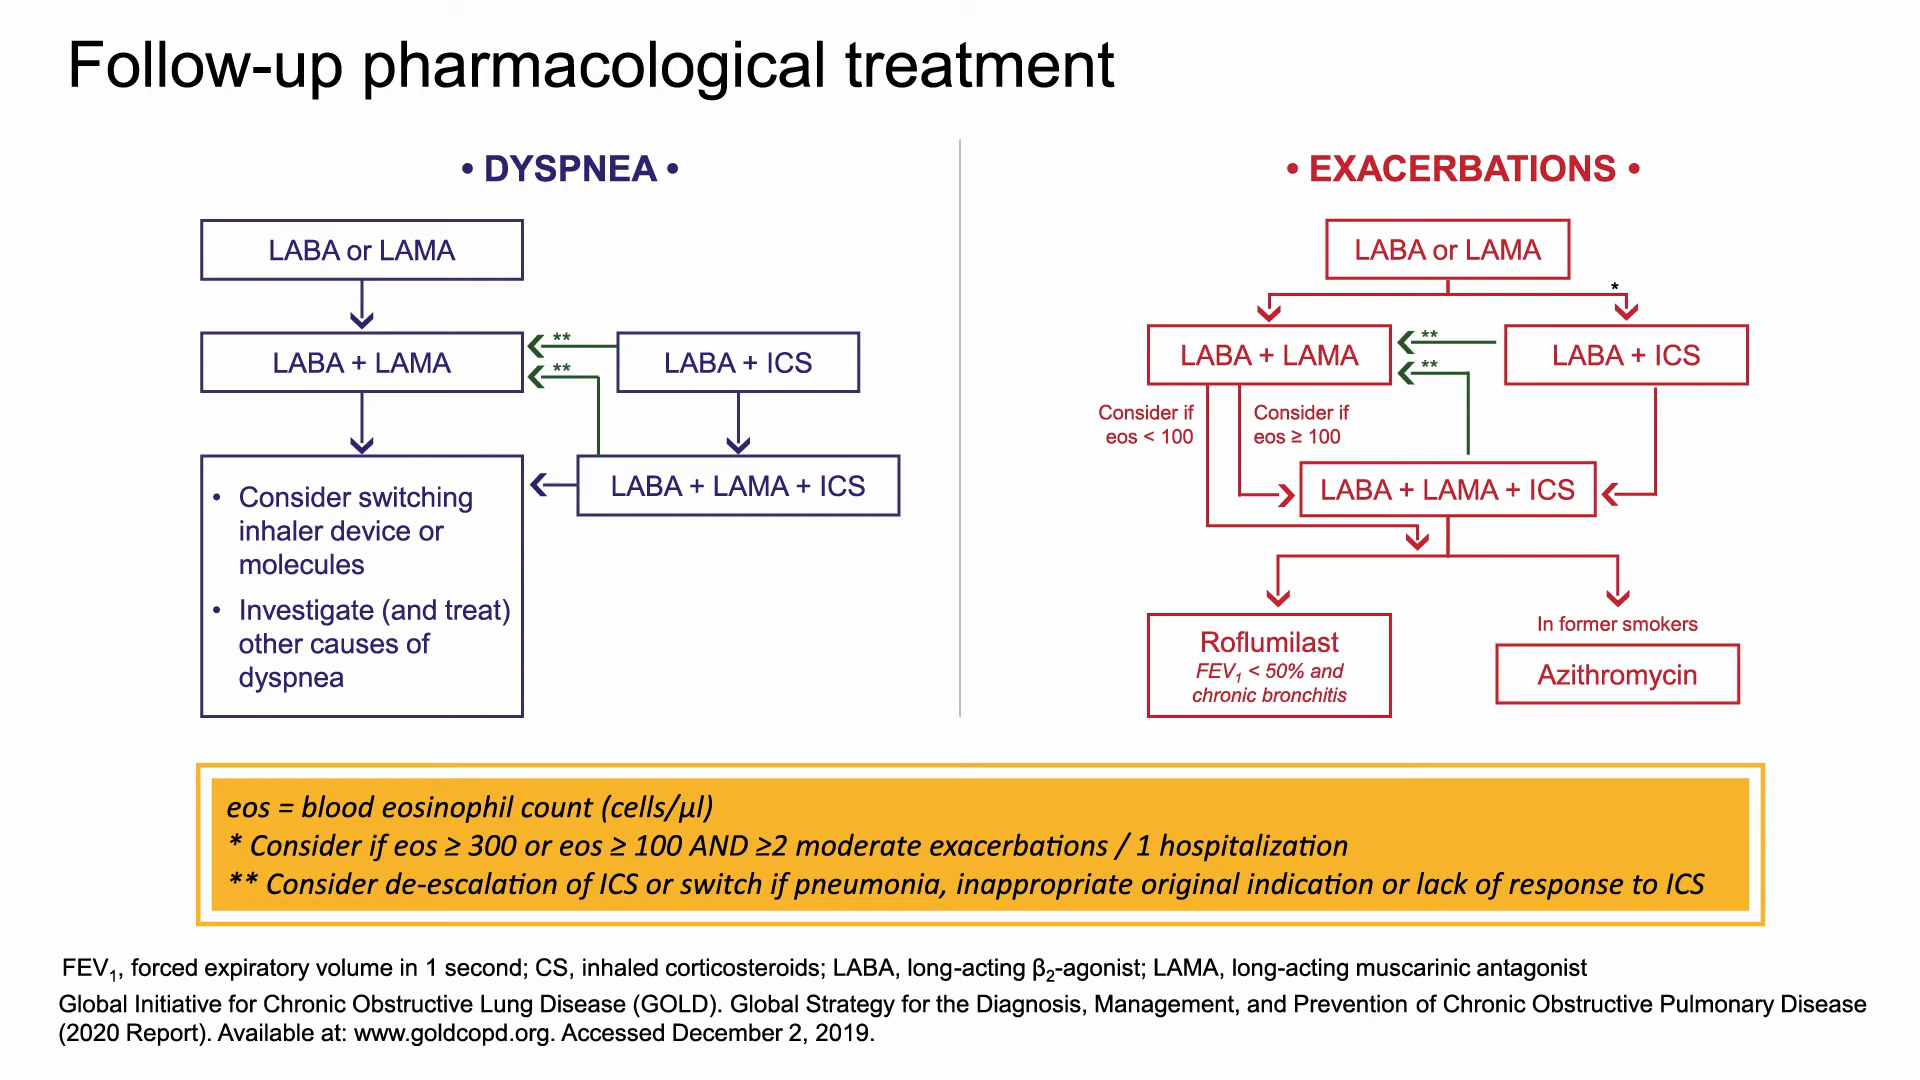 Follow-up pharmacological treatment
• DYSPNEA •
LABA or LAMA
LABA + LAMA
**
**
LABA + ICS
• Consider switching
inhaler device or
molecules
• Investigate (and treat)
other causes of
dyspnea
LABA + LAMA + ICS
• EXACERBATIONS •
LABA or LAMA
*
LABA + LAMA
**
**
LABA + ICS
Consider if
eos < 100
Consider if
eos ≥ 100
LABA + LAMA + ICS
Roflumilast
FEV₁ < 50% and
chronic bronchitis
In former smokers
Azithromycin
eos = blood eosinophil count (cells/µl)
* Consider if eos ≥ 300 or eos ≥ 100 AND ≥2 moderate exacerbations / 1 hospitalization
** Consider de-escalation of ICS or switch if pneumonia, inappropriate original indication or lack of response to ICS
FEV₁, forced expiratory volume in 1 second; CS, inhaled corticosteroids; LABA, long-acting β₂-agonist; LAMA, long-acting muscarinic antagonist
Global Initiative for Chronic Obstructive Lung Disease (GOLD). Global Strategy for the Diagnosis, Management, and Prevention of Chronic Obstructive Pulmonary Disease
(2020 Report). Available at: www.goldcopd.org. Accessed December 2, 2019.